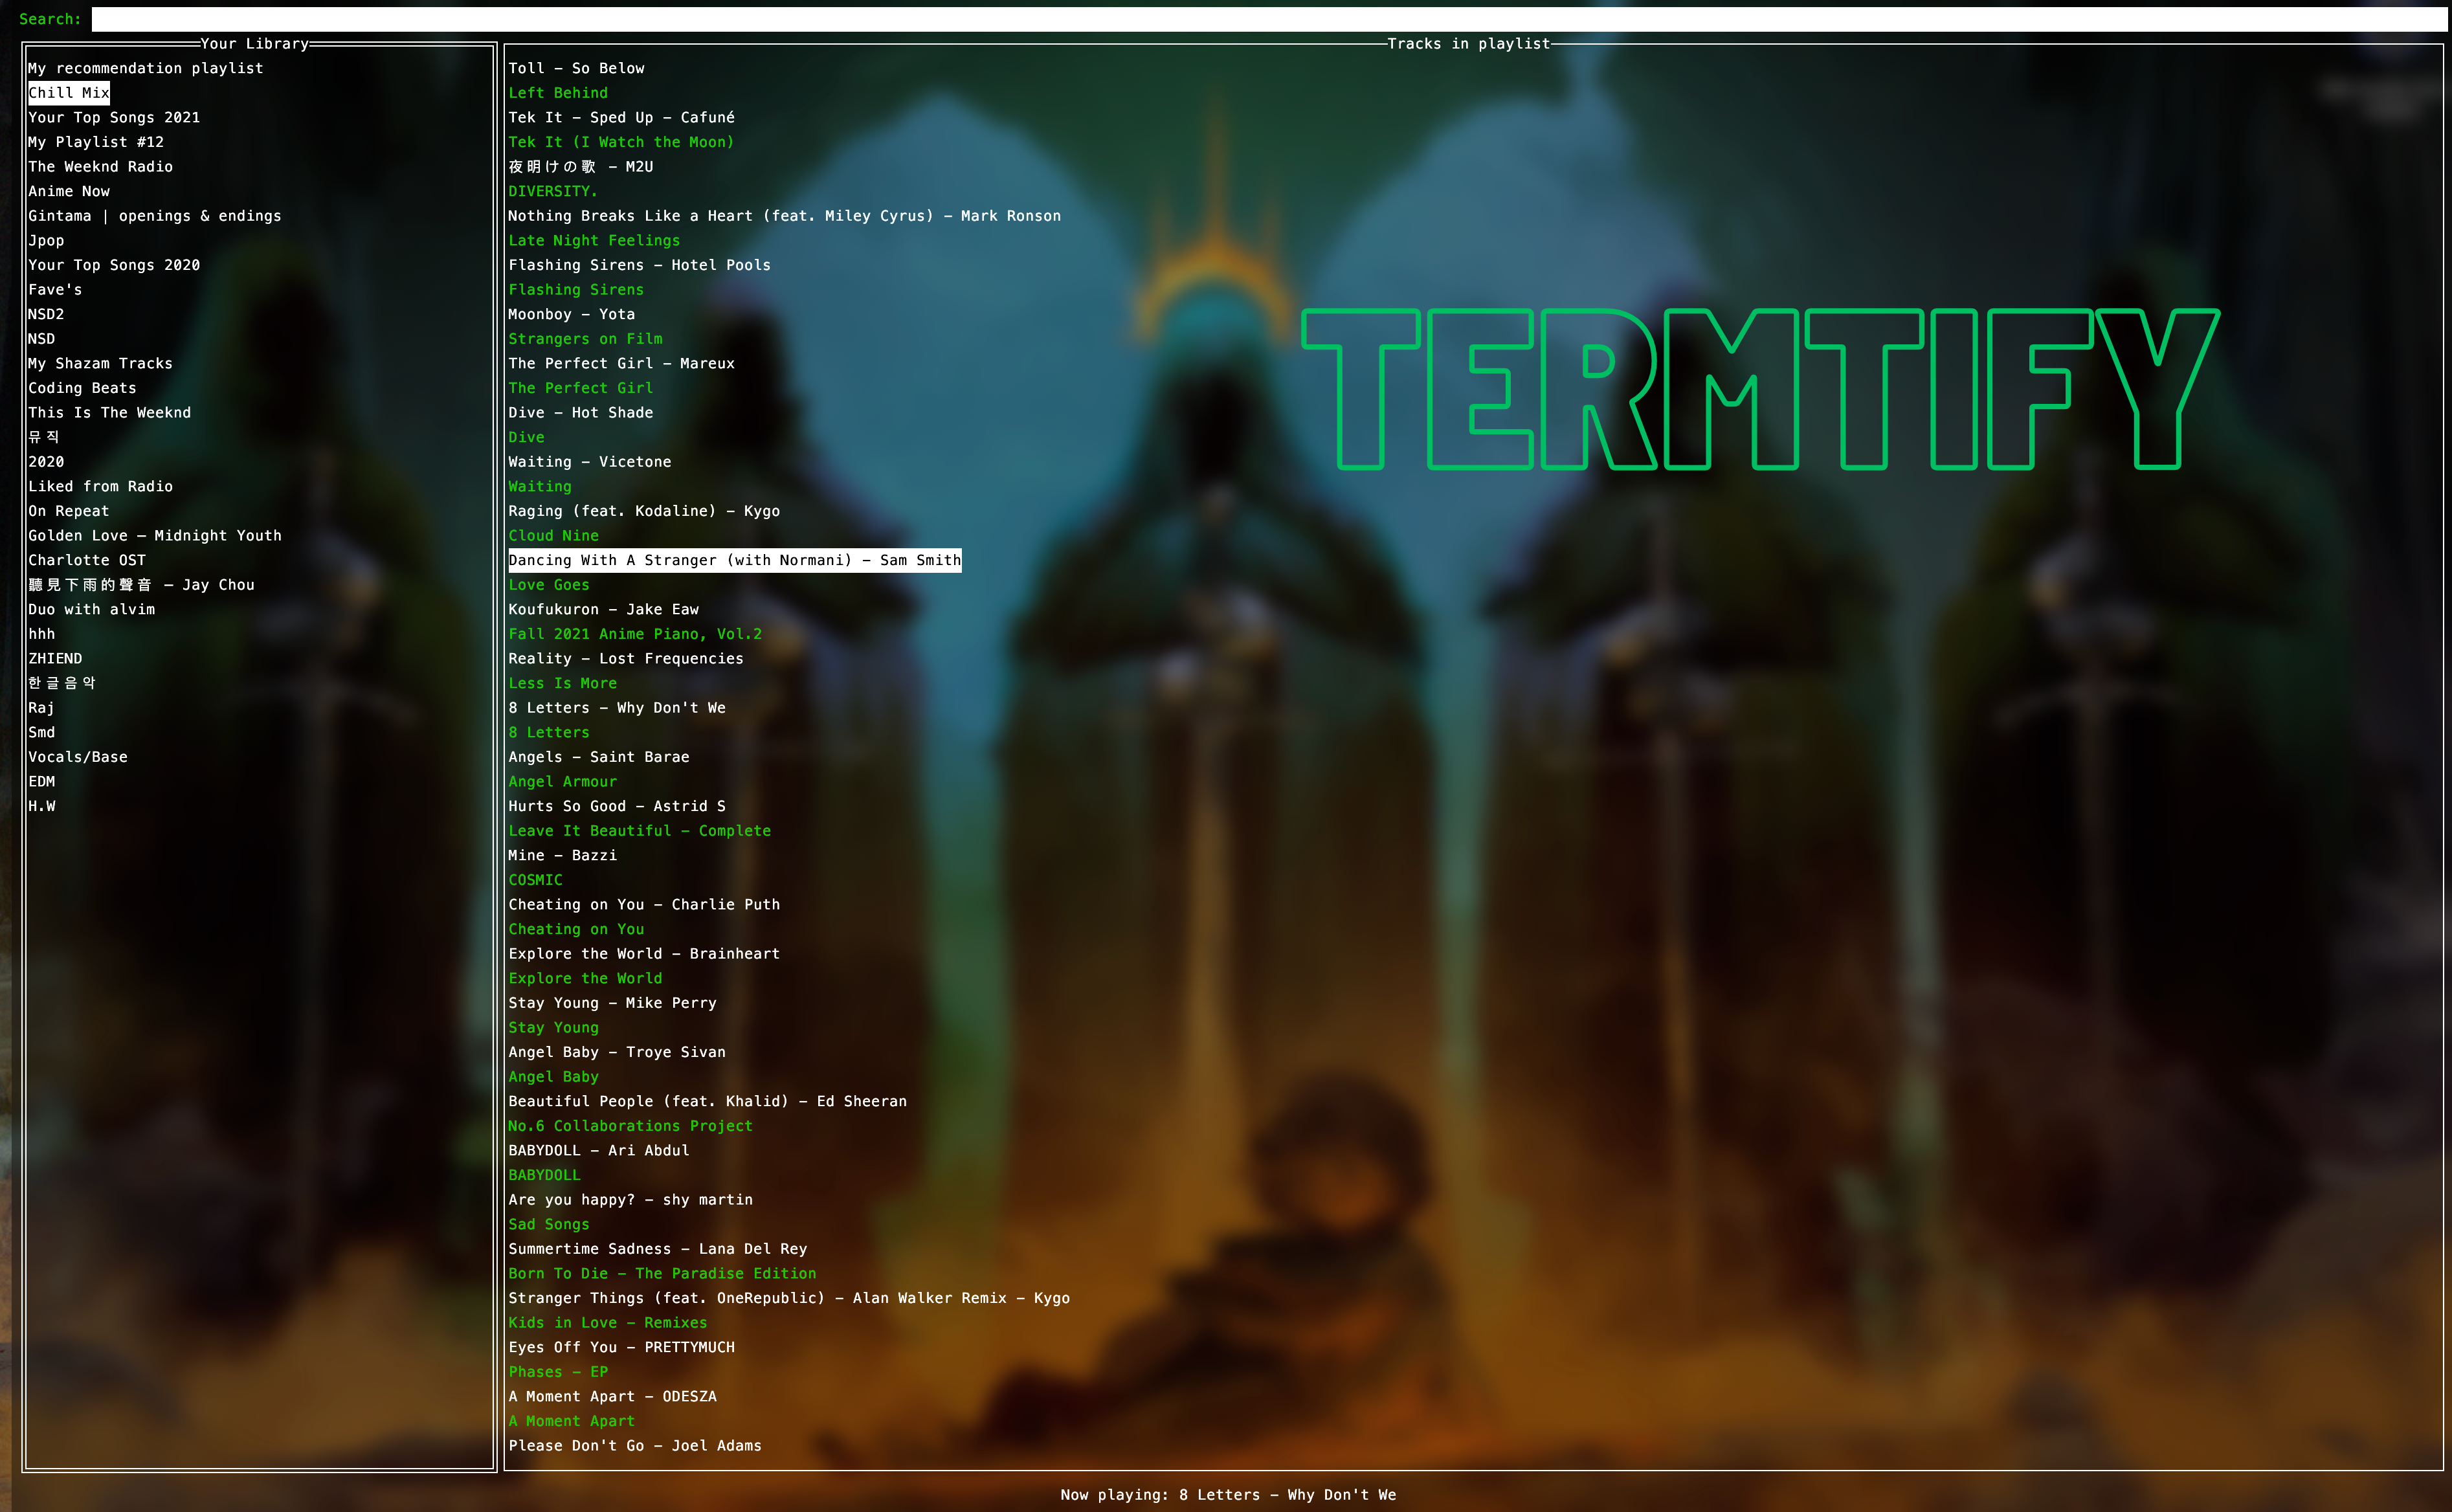 Search:
Your Library
My recommendation playlist
Chill Mix
Your Top Songs 2021
My Playlist #12
The Weeknd Radio
Anime Now
Gintama | openings & endings
Jpop
Your Top Songs 2020
Fave's
NSD2
NSD
My Shazam Tracks
Coding Beats
This Is The Weeknd
뮤직
2020
Liked from Radio
On Repeat
Golden Love – Midnight Youth
Charlotte OST
聽見下雨的聲音 – Jay Chou
Duo with alvim
hhh
ZHIEND
한글음악
Raj
Smd
Vocals/Base
EDM
H.W
Tracks in playlist
Toll - So Below
Left Behind
Tek It - Sped Up - Cafuné
Tek It (I Watch the Moon)
夜明けの歌 - M2U
DIVERSITY.
Nothing Breaks Like a Heart (feat. Miley Cyrus) - Mark Ronson
Late Night Feelings
Flashing Sirens - Hotel Pools
Flashing Sirens
Moonboy - Yota
Strangers on Film
The Perfect Girl - Mareux
The Perfect Girl
Dive - Hot Shade
Dive
Waiting - Vicetone
Waiting
Raging (feat. Kodaline) - Kygo
Cloud Nine
Dancing With A Stranger (with Normani) - Sam Smith
Love Goes
Koufukuron - Jake Eaw
Fall 2021 Anime Piano, Vol.2
Reality - Lost Frequencies
Less Is More
8 Letters - Why Don't We
8 Letters
Angels - Saint Barae
Angel Armour
Hurts So Good - Astrid S
Leave It Beautiful - Complete
Mine - Bazzi
COSMIC
Cheating on You - Charlie Puth
Cheating on You
Explore the World - Brainheart
Explore the World
Stay Young - Mike Perry
Stay Young
Angel Baby - Troye Sivan
Angel Baby
Beautiful People (feat. Khalid) - Ed Sheeran
No.6 Collaborations Project
BABYDOLL - Ari Abdul
BABYDOLL
Are you happy? - shy martin
Sad Songs
Summertime Sadness - Lana Del Rey
Born To Die - The Paradise Edition
Stranger Things (feat. OneRepublic) - Alan Walker Remix - Kygo
Kids in Love - Remixes
Eyes Off You - PRETTYMUCH
Phases - EP
A Moment Apart - ODESZA
A Moment Apart
Please Don't Go - Joel Adams
TERMTIFY
Now playing: 8 Letters - Why Don't We